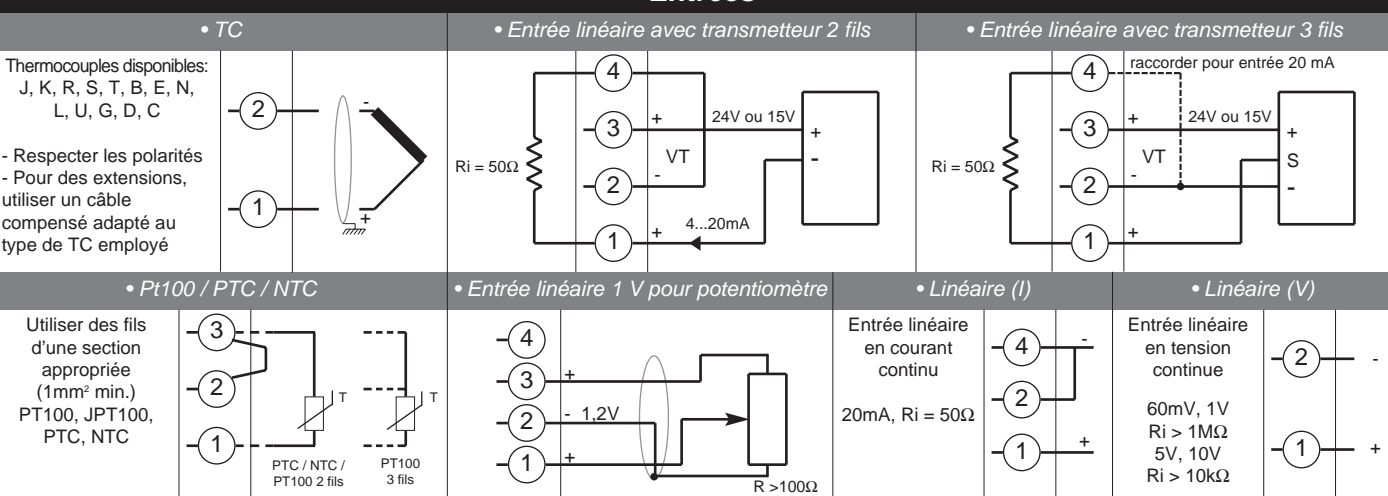 Entrées
• TC
Thermocouples disponibles:
J, K, R, S, T, B, E, N,
L, U, G, D, C
- Respecter les polarités
- Pour des extensions,
utiliser un câble
compensé adapté au
type de TC employé
2
1
-
+
• Entrée linéaire avec transmetteur 2 fils
Ri = 50Ω
4
3
2
1
+
VT
-
+
24V ou 15V
4...20mA
+
-
• Entrée linéaire avec transmetteur 3 fils
raccorder pour entrée 20 mA
Ri = 50Ω
4
3
2
1
+
VT
-
+
24V ou 15V
+
S
-
• Pt100 / PTC / NTC
Utiliser des fils
d'une section
appropriée
(1mm² min.)
PT100, JPT100,
PTC, NTC
3
2
1
T
T
PTC / NTC /
PT100 2 fils
PT100
3 fils
• Entrée linéaire 1 V pour potentiomètre
4
3
2
1
+
- 1,2V
+
R >100Ω
• Linéaire (I)
Entrée linéaire
en courant
continu
20mA, Ri = 50Ω
4
2
1
-
+
• Linéaire (V)
Entrée linéaire
en tension
continue
60mV, 1V
Ri > 1MΩ
5V, 10V
Ri > 10kΩ
2
1
-
+